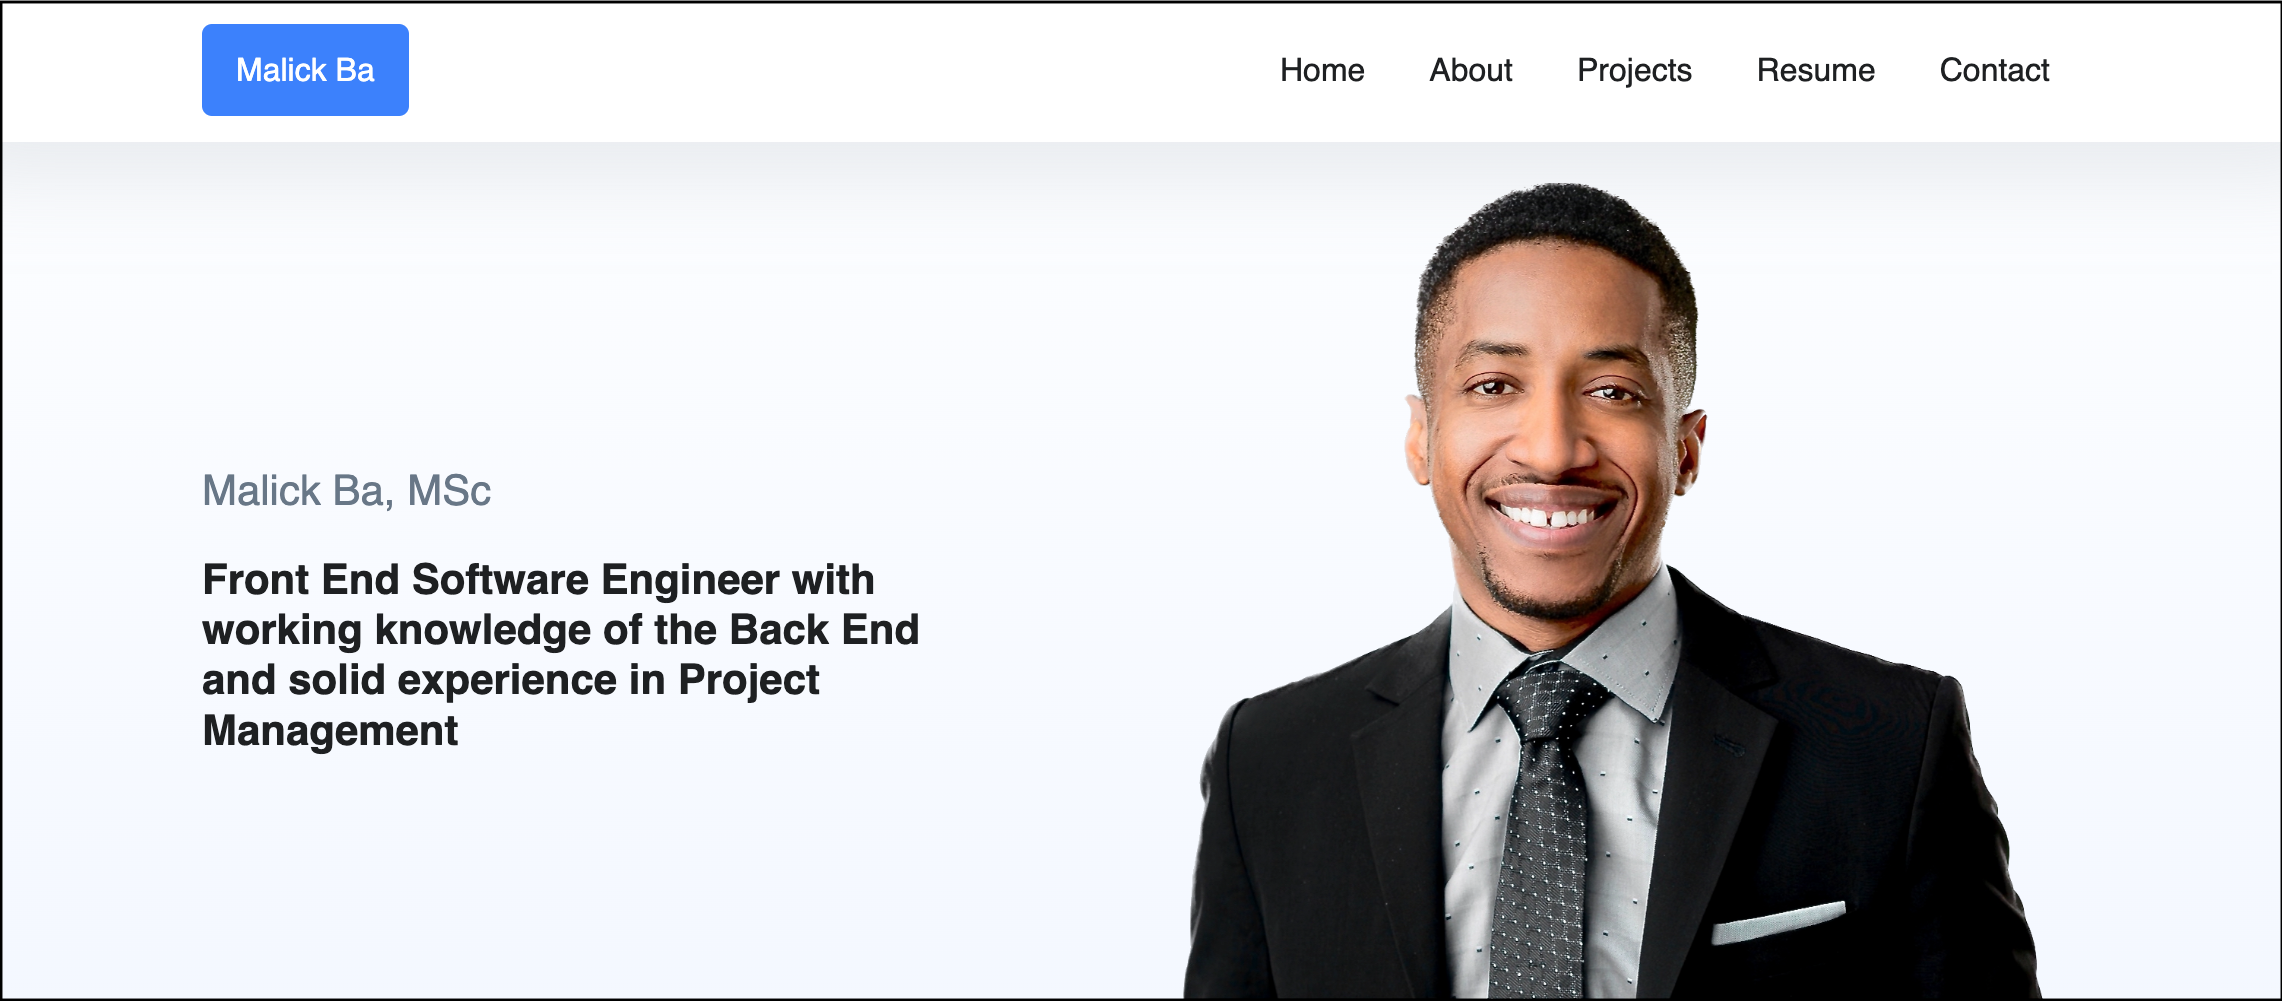 Malick Ba
Home About Projects Resume Contact
Malick Ba, MSc
Front End Software Engineer with
working knowledge of the Back End
and solid experience in Project
Management